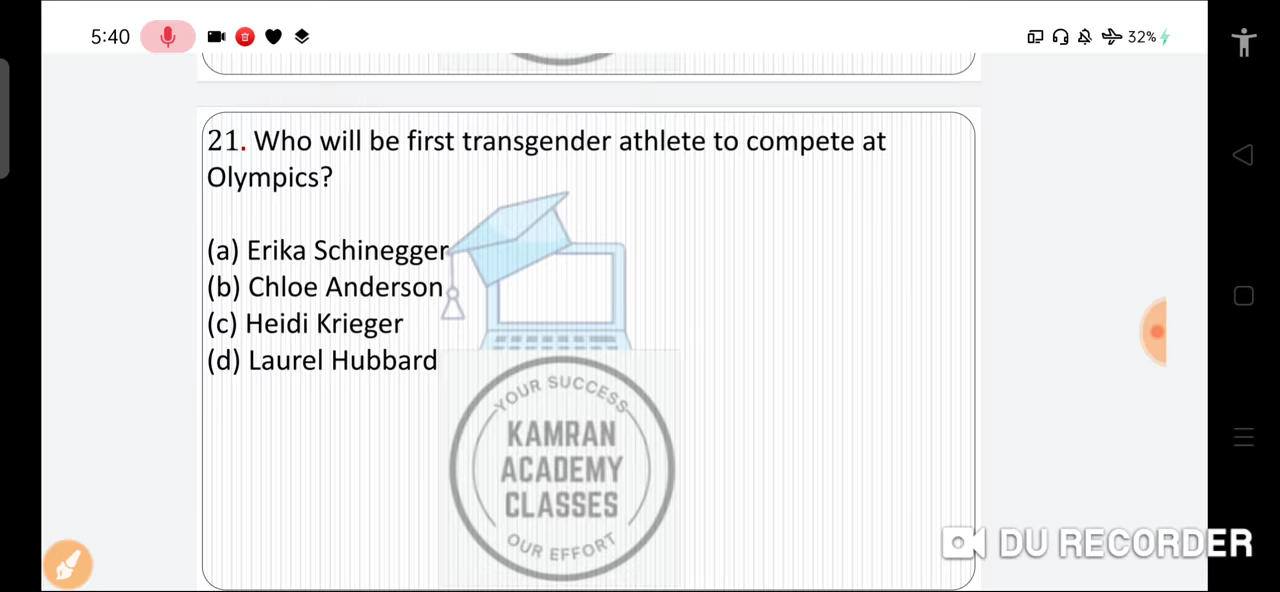 5:40
32%
21. Who will be first transgender athlete to compete at
Olympics?
(a) Erika Schinegger
(b) Chloe Anderson
(c) Heidi Krieger
(d) Laurel Hubbard
YOUR SUCCESS
KAMRAN
ACADEMY
CLASSES
OUR EFFORT
DU RECORDER